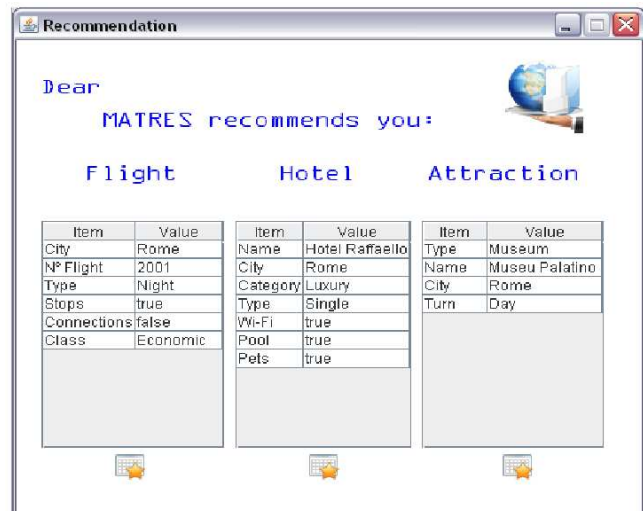 Recommendation
Dear
MATRES recommends you:
Flight Hotel Attraction
Item Value
City Rome
Nº Flight 2001
Type Night
Stops true
Connections false
Class Economic
Item Value
Name Hotel Raffaello
City Rome
Category Luxury
Type Single
Wi-Fi true
Pool true
Pets true
Item Value
Type Museum
Name Museu Palatino
City Rome
Turn Day